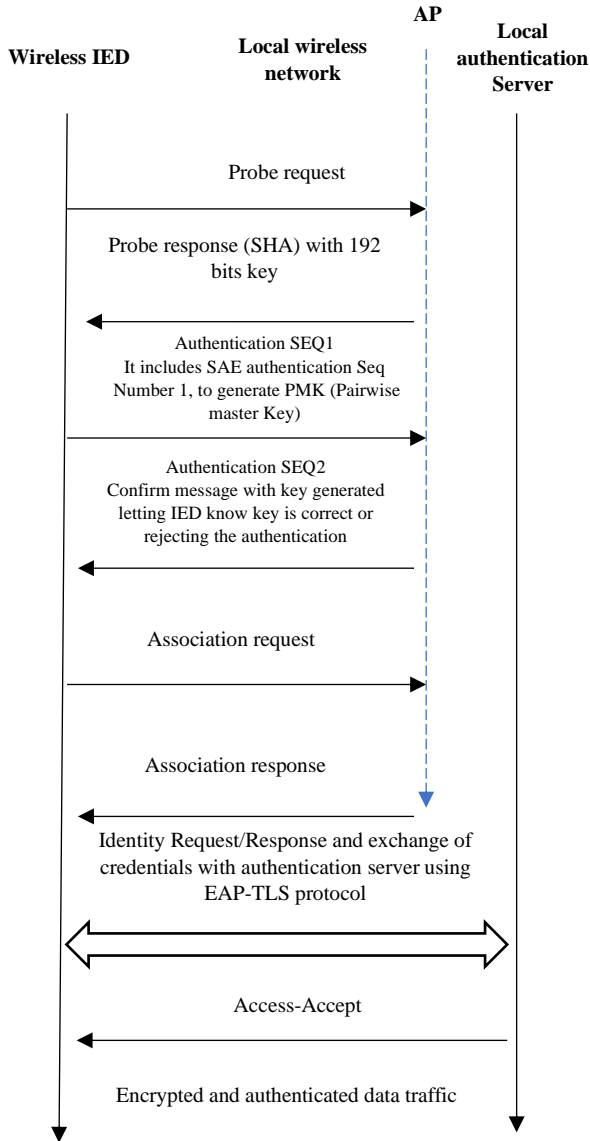 AP
Wireless IED
Local wireless
network
Local
authentication
Server
Probe request
Probe response (SHA) with 192
bits key
Authentication SEQ1
It includes SAE authentication Seq
Number 1, to generate PMK (Pairwise
master Key)
Authentication SEQ2
Confirm message with key generated
letting IED know key is correct or
rejecting the authentication
Association request
Association response
Identity Request/Response and exchange of
credentials with authentication server using
EAP-TLS protocol
Access-Accept
Encrypted and authenticated data traffic